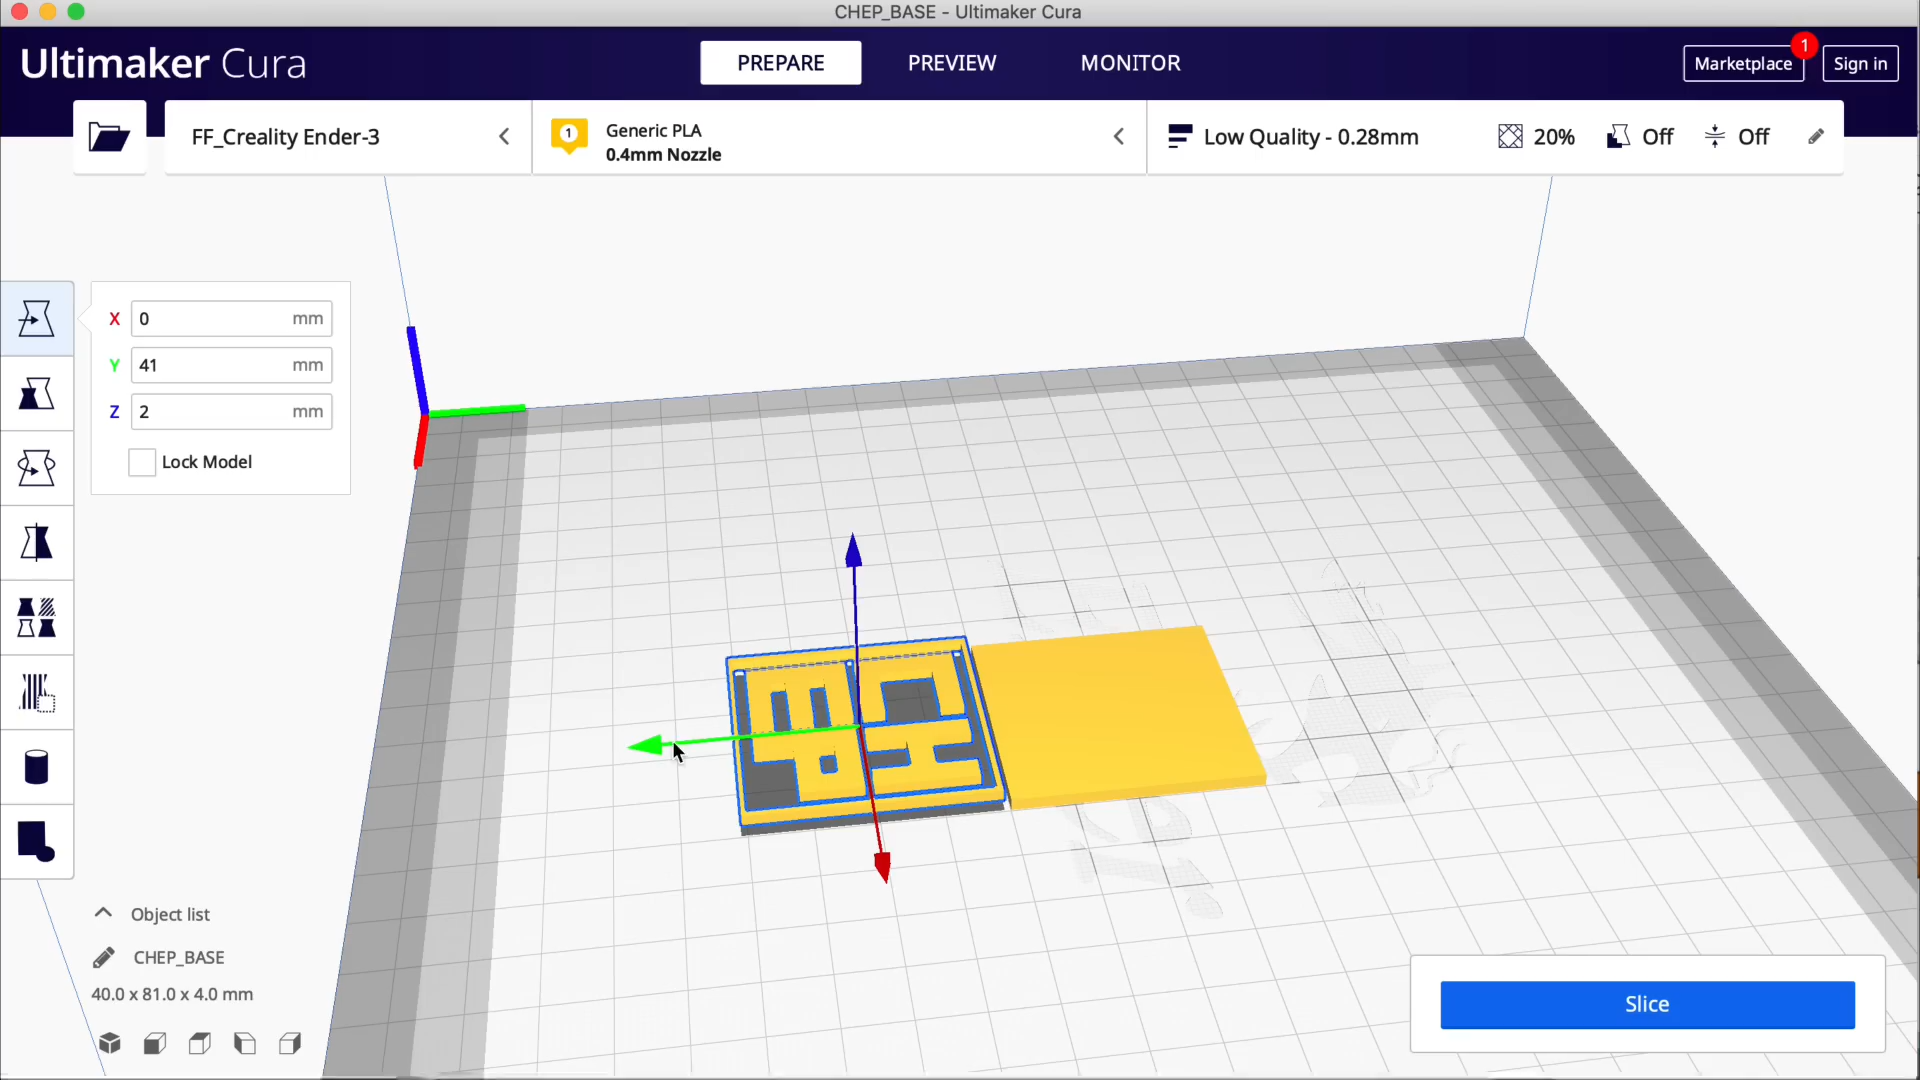 CHEP_BASE - Ultimaker Cura
Ultimaker Cura
PREPARE
PREVIEW
MONITOR
Marketplace
1
Sign in
FF_Creality Ender-3
1
Generic PLA
0.4mm Nozzle
Low Quality - 0.28mm
20%
Off
Off
X 0 mm
Y 41 mm
Z 2 mm
Lock Model
Object list
CHEP_BASE
40.0 x 81.0 x 4.0 mm
Slice